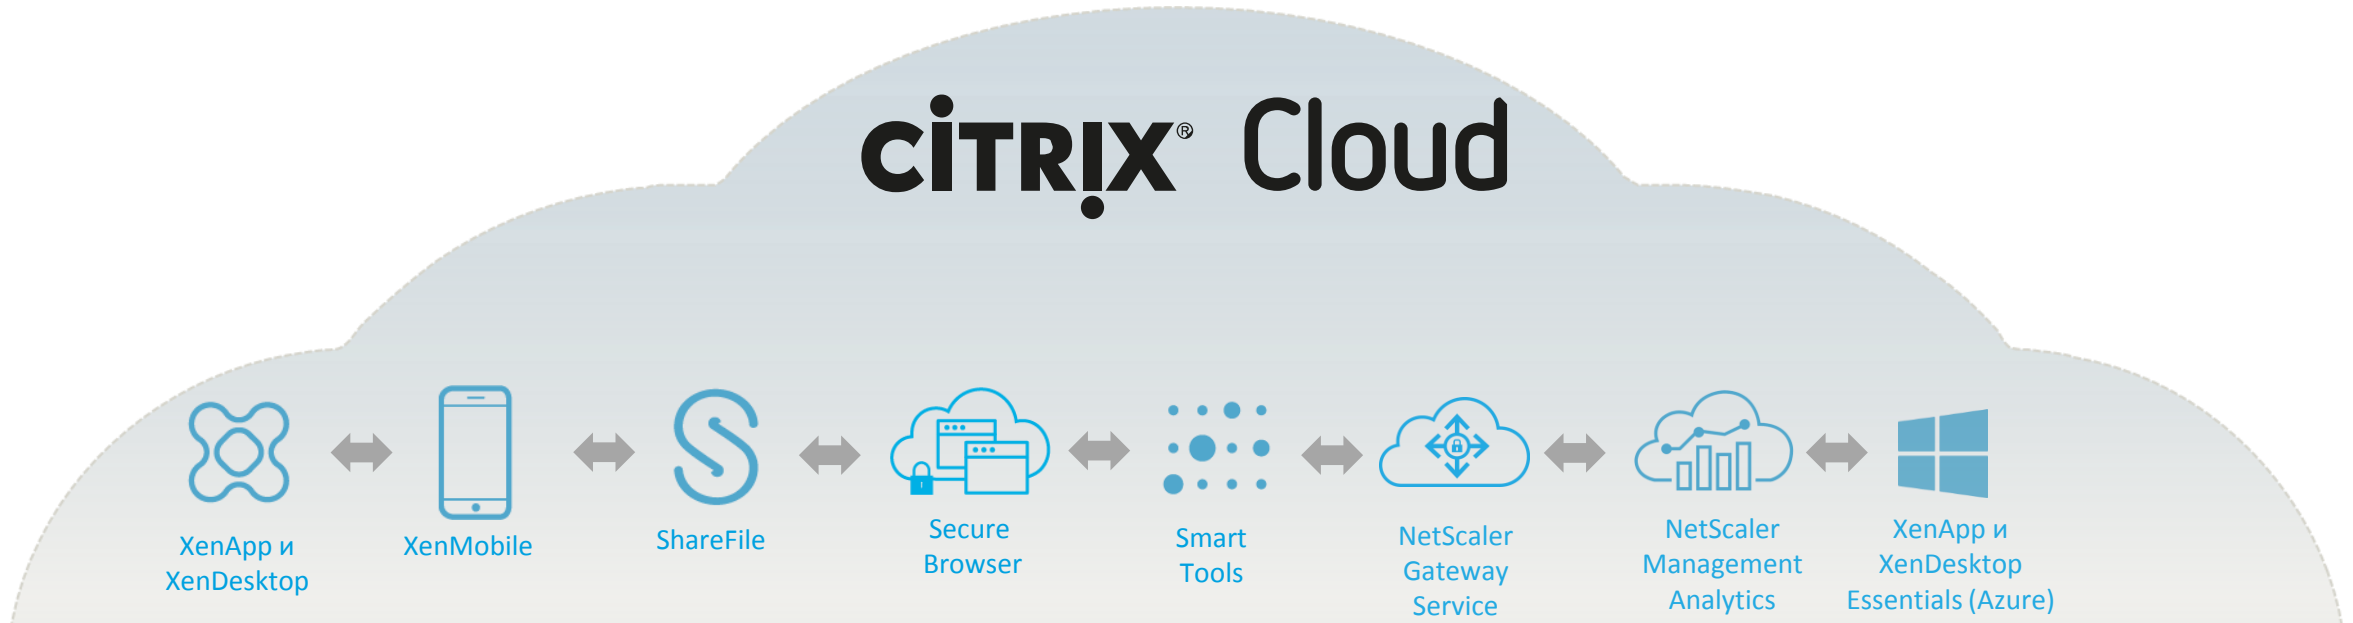 CITRIX® Cloud
XenApp и
XenDesktop
XenMobile
ShareFile
Secure
Browser
Smart
Tools
NetScaler
Gateway
Service
NetScaler
Management
Analytics
XenApp и
XenDesktop
Essentials (Azure)